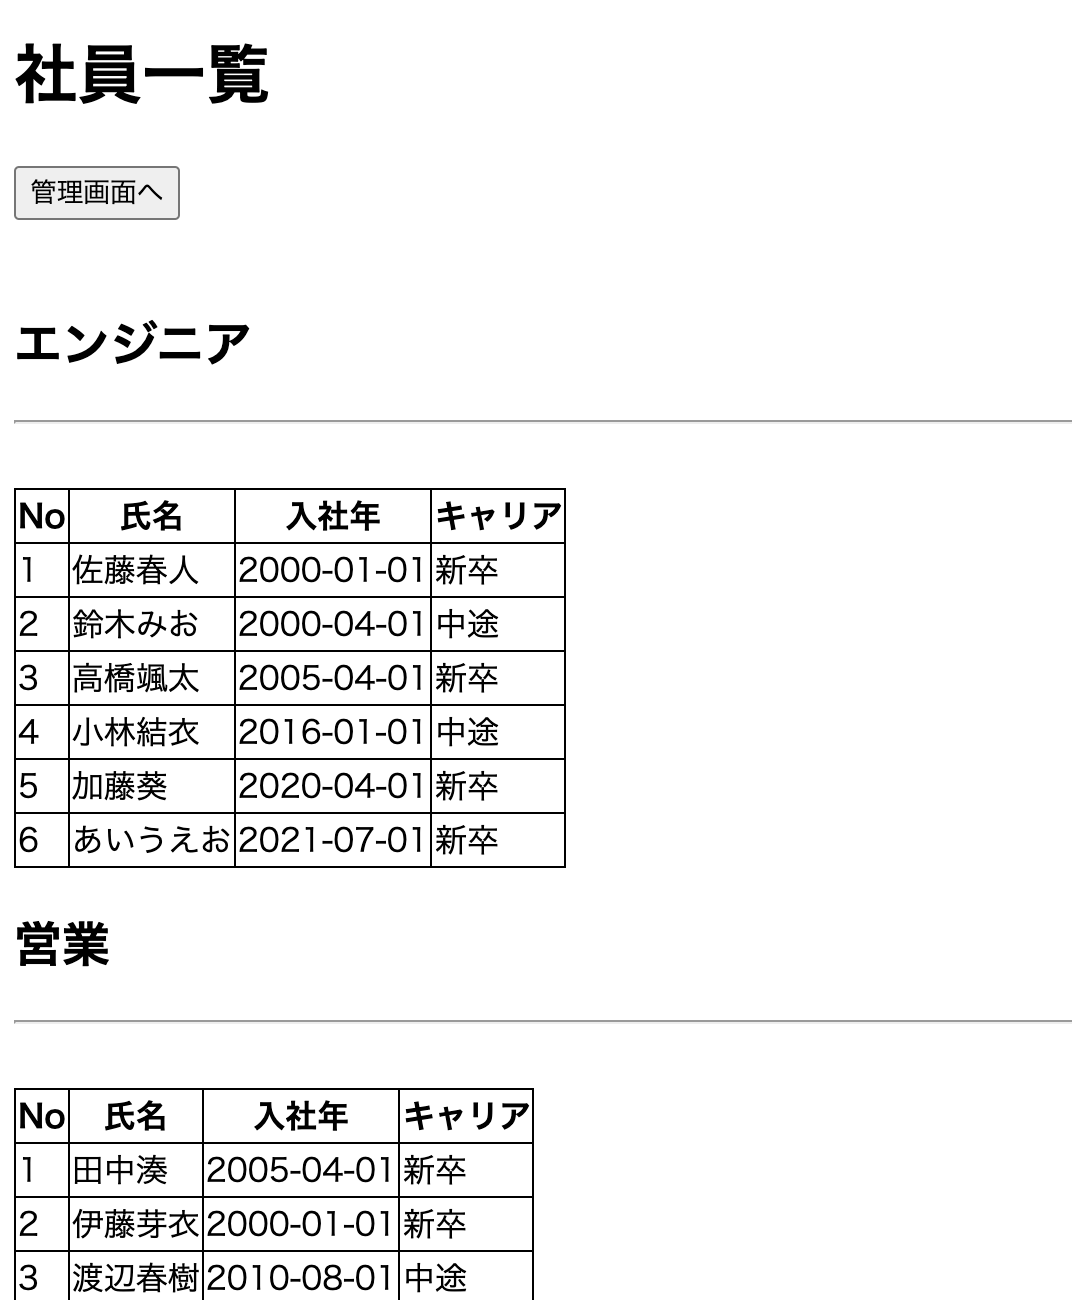 社員一覧
管理画面へ
エンジニア
No 氏名 入社年 キャリア
1 佐藤春人 2000-01-01 新卒
2 鈴木みお 2000-04-01 中途
3 高橋颯太 2005-04-01 新卒
4 小林結衣 2016-01-01 中途
5 加藤葵 2020-04-01 新卒
6 あいうえお 2021-07-01 新卒
営業
No 氏名 入社年 キャリア
1 田中湊 2005-04-01 新卒
2 伊藤芽衣 2000-01-01 新卒
3 渡辺春樹 2010-08-01 中途